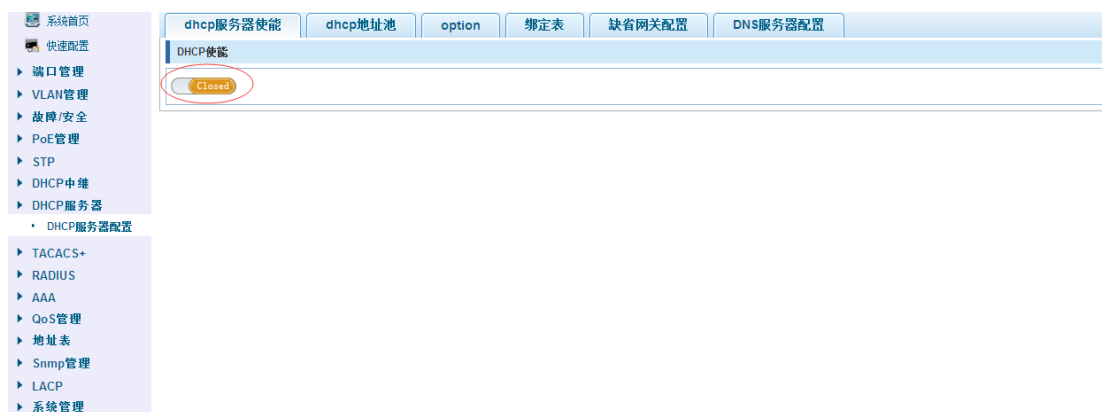 系统首页
快速配置
端口管理
VLAN管理
故障/安全
PoE管理
STP
DHCP中继
DHCP服务器
DHCP服务器配置
TACACS+
RADIUS
AAA
QoS管理
地址表
Snmp管理
LACP
系统管理
dhcp服务器使能 dhcp地址池 option 绑定表 缺省网关配置 DNS服务器配置
DHCP使能
Closed